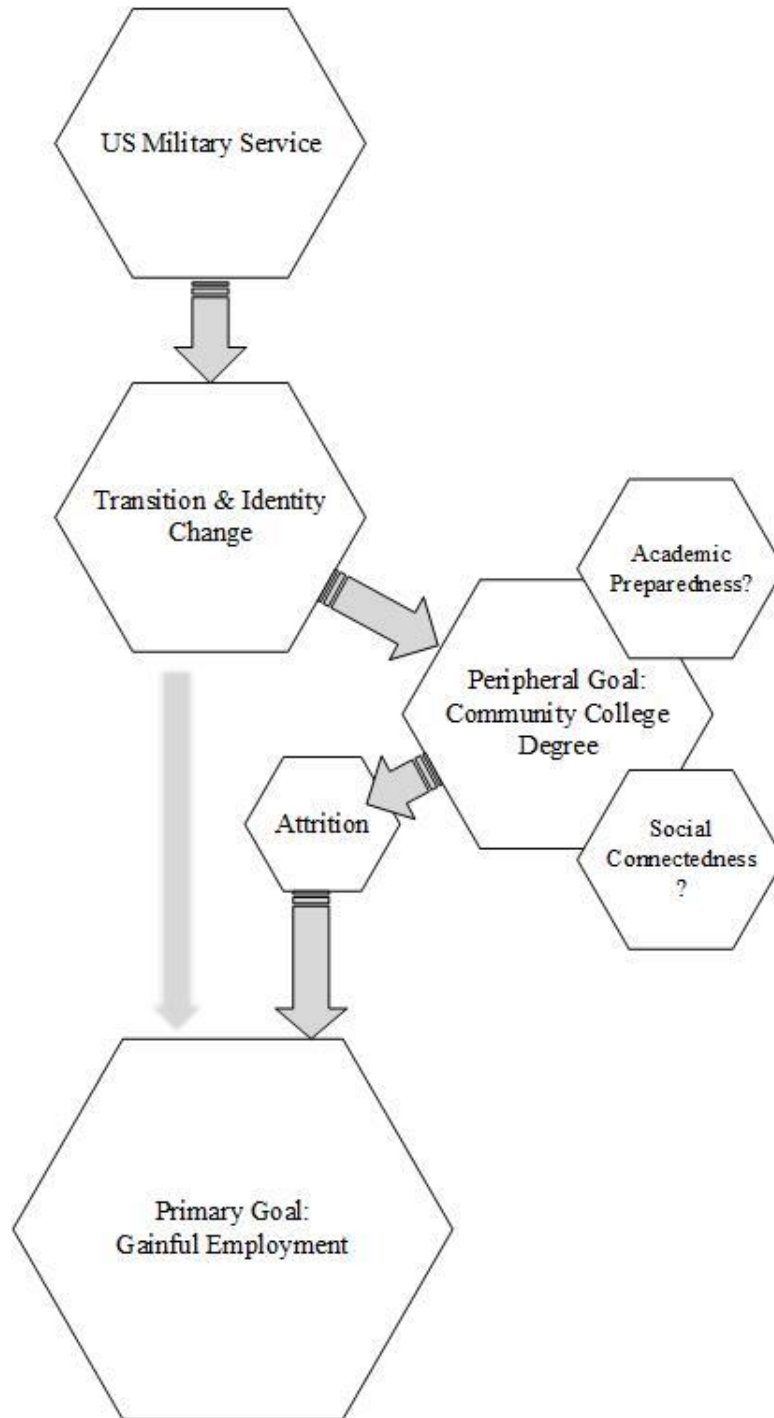 US Military Service
Transition & Identity
Change
Academic
Preparedness?
Peripheral Goal:
Community College
Degree
Attrition
Social
Connectedness
?
Primary Goal:
Gainful Employment